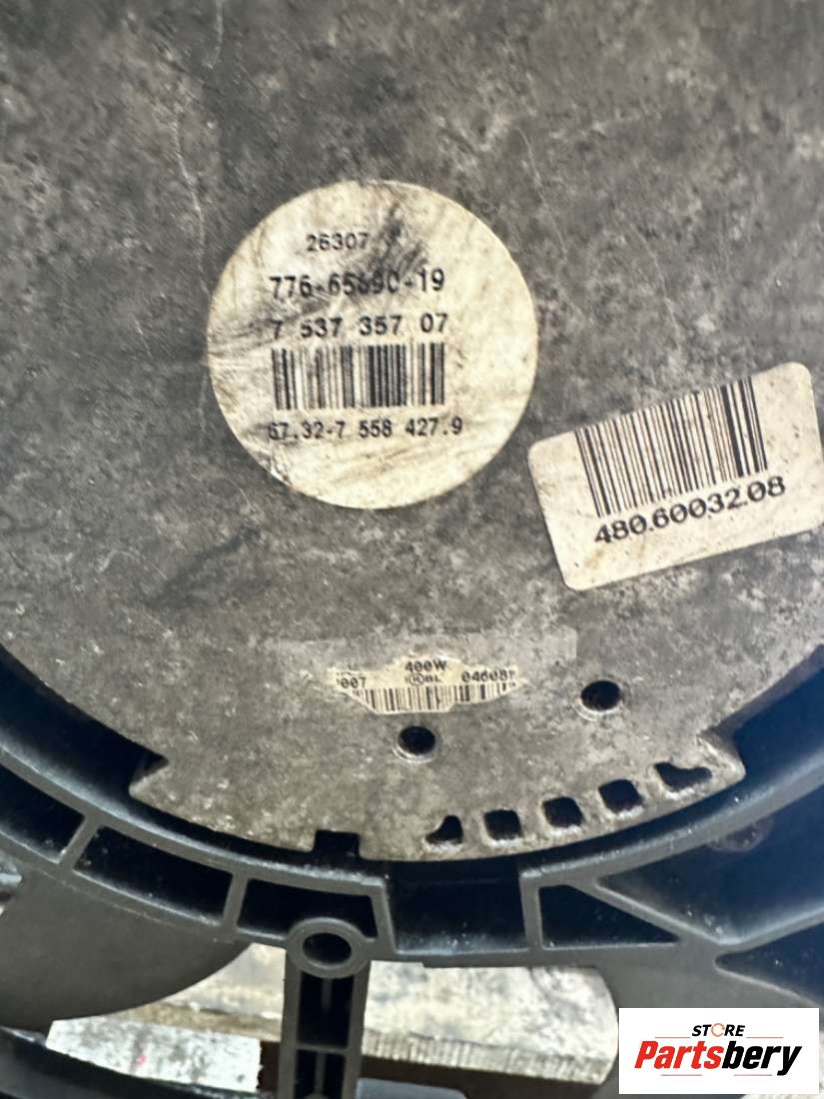 26307
7 537 357 07
67.32-7 558 427.9
480.60032.08
400W
STORE
Partsbery